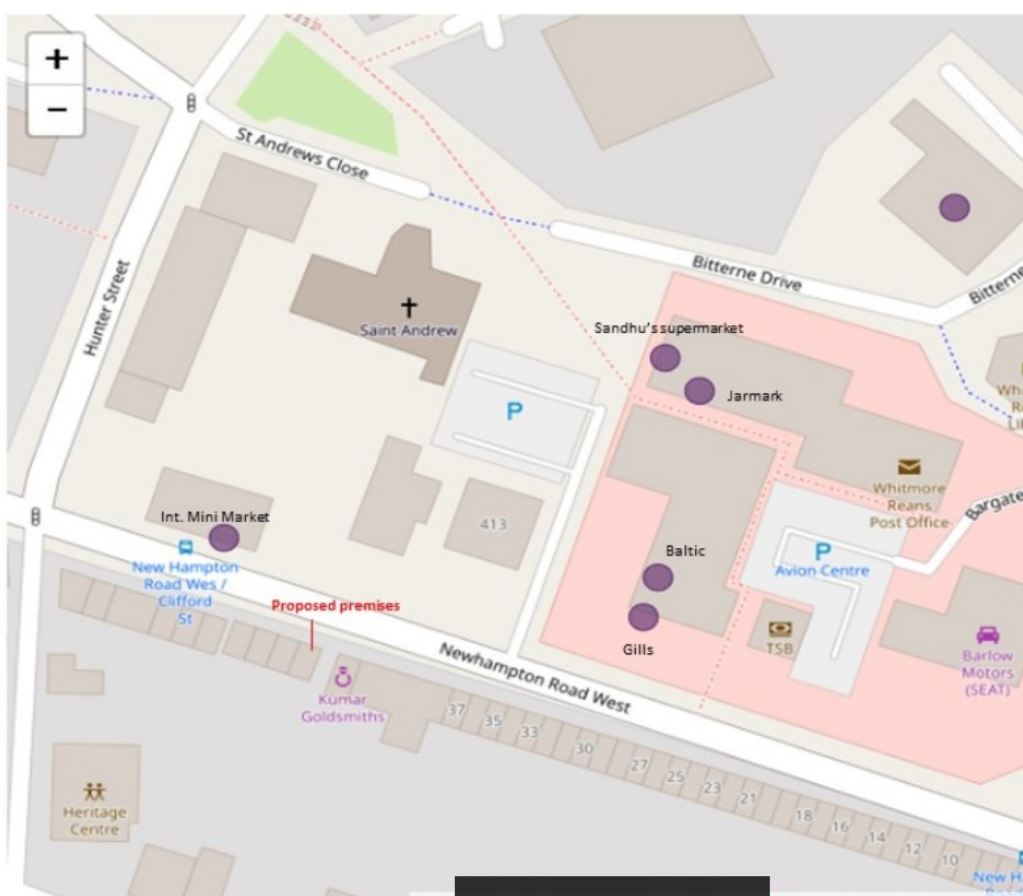 +
−
St Andrews Close
Hunter Street
Saint Andrew
Bitterne Drive
Sandhu's supermarket
Jarmark
P
Whitmore
Reans
Post Office
413
Int. Mini Market
New Hampton
Road Wes /
Clifford
St
Proposed premises
Baltic
Gills
P
Avion Centre
TSB
Barlow
Motors
(SEAT)
Newhampton Road West
Kumar
Goldsmiths
37
35
33
30
27
25
23
21
18
16
14
12
10
Heritage
Centre